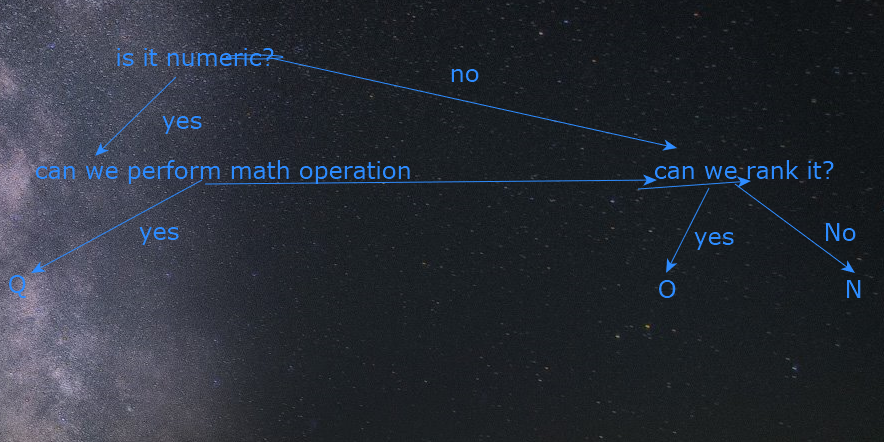 is it numeric?
no
yes
can we perform math operation
can we rank it?
yes
yes
No
Q
O
N